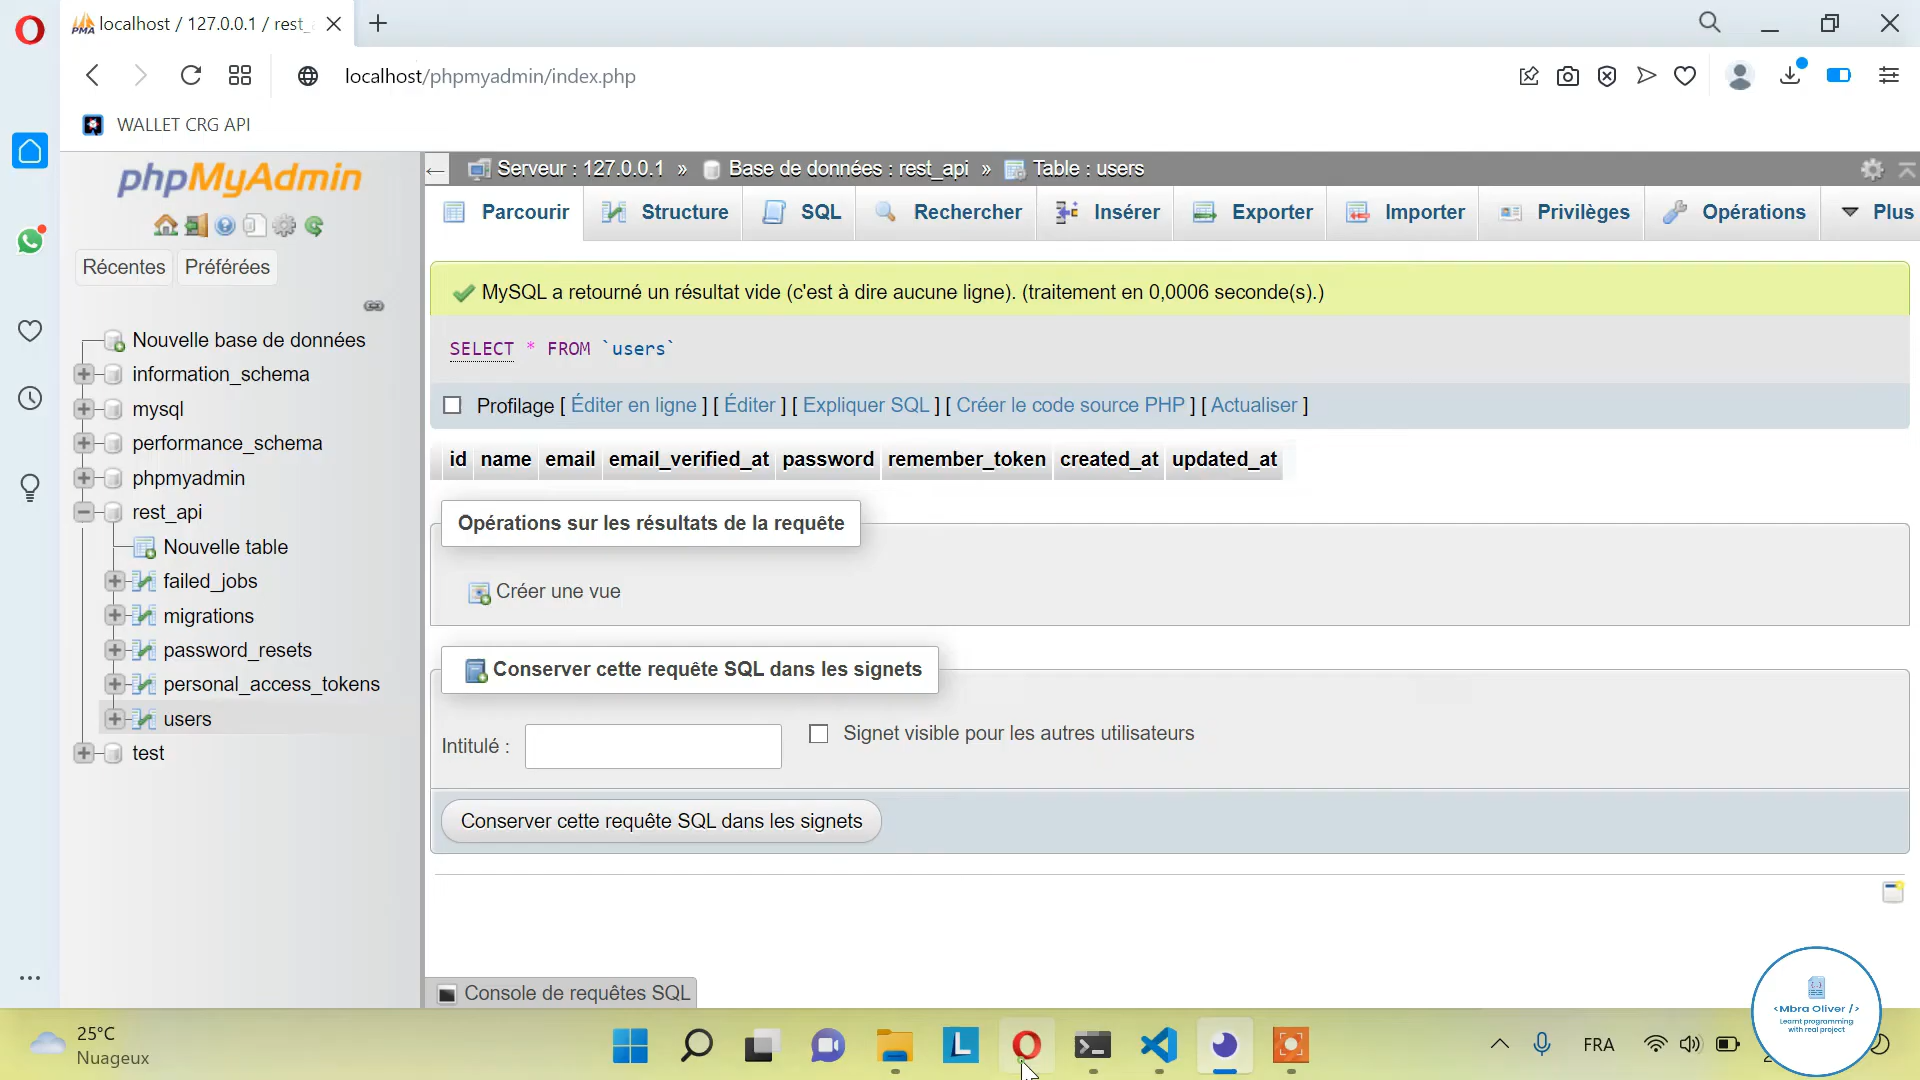 localhost / 127.0.0.1 / rest_
localhost/phpmyadmin/index.php
WALLET CRG API
phpMyAdmin
Récentes
Préférées
Nouvelle base de données
information_schema
mysql
performance_schema
phpmyadmin
rest_api
Nouvelle table
failed_jobs
migrations
password_resets
personal_access_tokens
users
test
Serveur : 127.0.0.1 » Base de données : rest_api » Table : users
Parcourir Structure SQL Rechercher Insérer Exporter Importer Privilèges Opérations Plus
MySQL a retourné un résultat vide (c'est à dire aucune ligne). (traitement en 0,0006 seconde(s).)
SELECT * FROM `users`
Profilage [ Éditer en ligne ] [ Éditer ] [ Expliquer SQL ] [ Créer le code source PHP ] [ Actualiser ]
id name email email_verified_at password remember_token created_at updated_at
Opérations sur les résultats de la requête
Créer une vue
Conserver cette requête SQL dans les signets
Intitulé :
Signet visible pour les autres utilisateurs
Conserver cette requête SQL dans les signets
Console de requêtes SQL
<Mbra Oliver />
Learnt programming
with real project
25°C
Nuageux
FRA